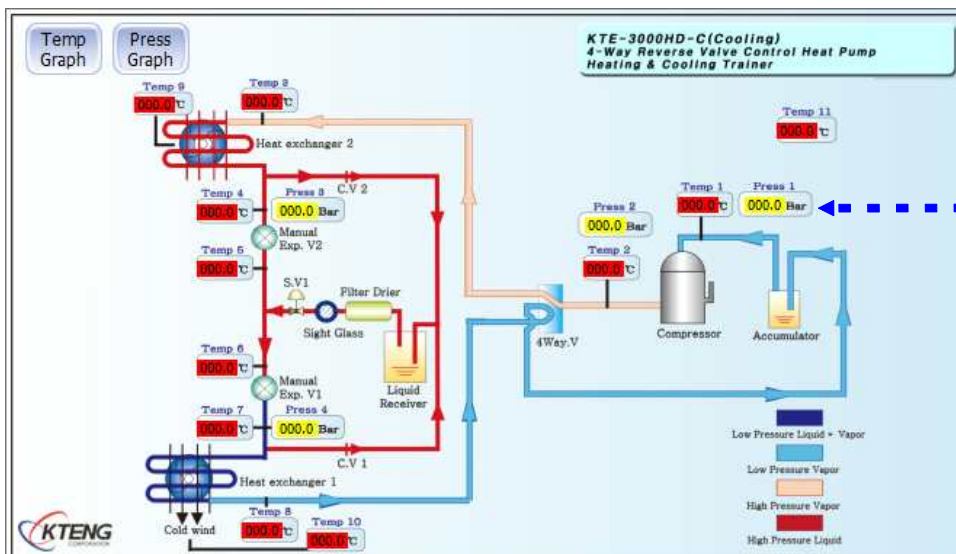 Temp
Graph
Press
Graph
KTE-3000HD-C(Cooling)
4-Way Reverse Valve Control Heat Pump
Heating & Cooling Trainer
Temp 9
000.0 ℃
Temp 3
000.0 ℃
Temp 11
000.0 ℃
Heat exchanger 2
C.V 2
Temp 4
000.0 ℃
Press 3
000.0 Bar
Temp 1
000.0 ℃
Press 1
000.0 Bar
Press 2
000.0 Bar
Manual
Exp. V2
Temp 5
000.0 ℃
Temp 2
000.0 ℃
S.V1
Filter Drier
Sight Glass
4Way.V
Compressor
Accumulator
Temp 6
000.0 ℃
Manual
Exp. V1
Liquid
Receiver
Temp 7
000.0 ℃
Press 4
000.0 Bar
C.V 1
Heat exchanger 1
Low Pressure Liquid + Vapor
Low Pressure Vapor
High Pressure Vapor
High Pressure Liquid
Cold wind
Temp 8
000.0 ℃
Temp 10
000.0 ℃
KTENG
CORPORATION